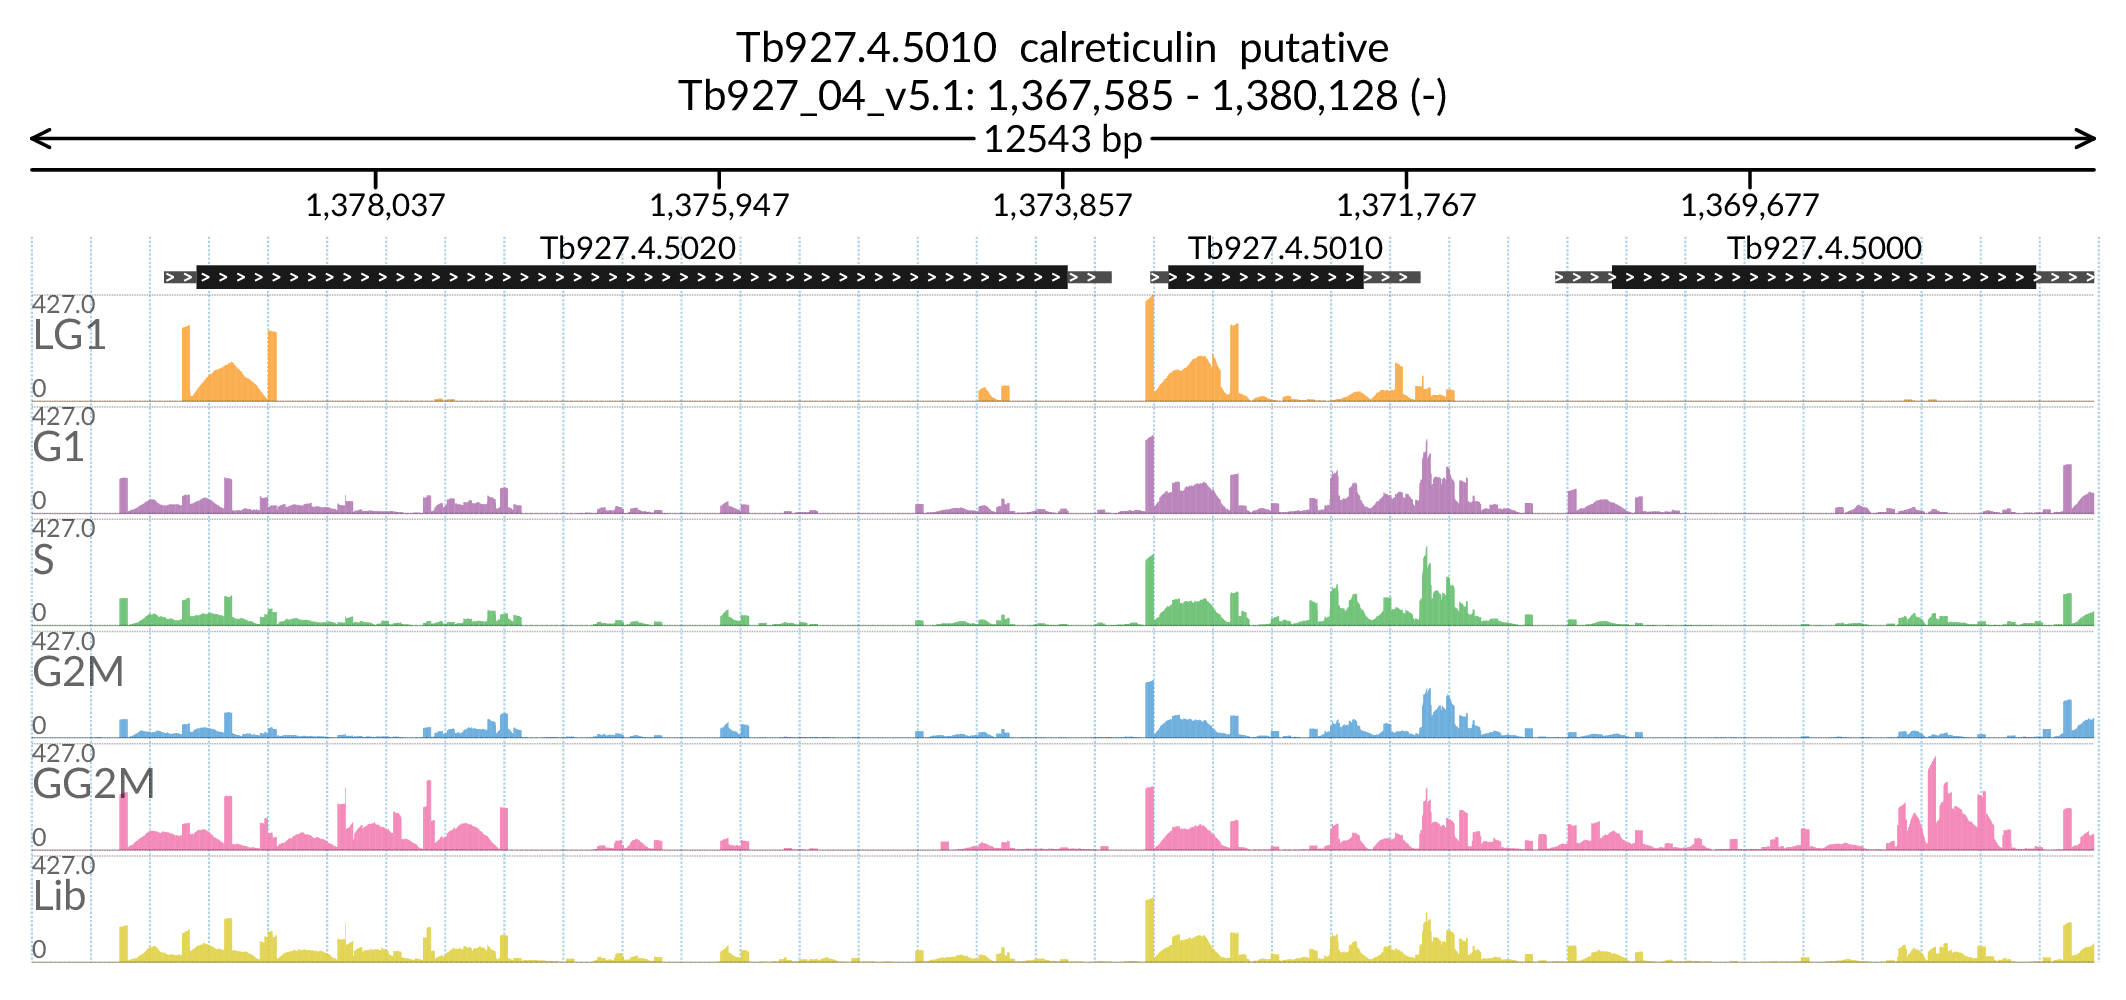 Tb927.4.5010 calreticulin putative
Tb927_04_v5.1: 1,367,585 - 1,380,128 (-)
12543 bp
1,378,037 1,375,947 1,373,857 1,371,767 1,369,677
Tb927.4.5020 Tb927.4.5010 Tb927.4.5000
427.0
LG1
0
427.0
G1
0
427.0
S
0
427.0
G2M
0
427.0
GG2M
0
427.0
Lib
0